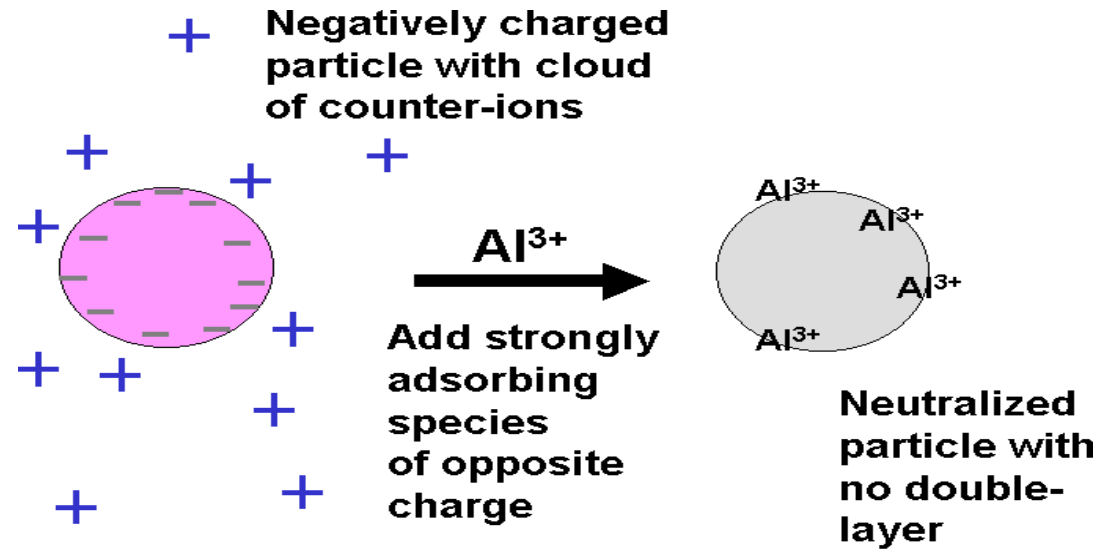 Negatively charged
particle with cloud
of counter-ions
Al³⁺
Add strongly
adsorbing
species
of opposite
charge
Al³⁺
Al³⁺
Al³⁺
Al³⁺
Neutralized
particle with
no double-
layer